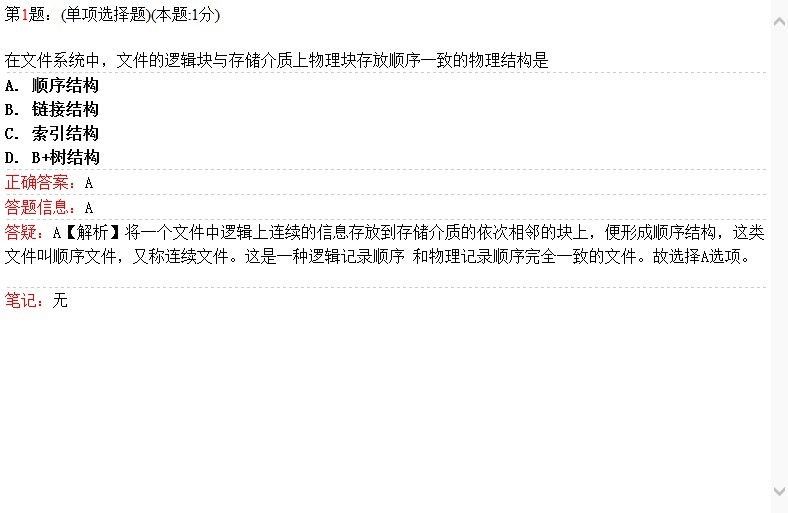 第1题：(单项选择题)(本题:1分)
在文件系统中，文件的逻辑块与存储介质上物理块存放顺序一致的物理结构是
A. 顺序结构
B. 链接结构
C. 索引结构
D. B+树结构
正确答案：A
答题信息：A
答疑：A【解析】将一个文件中逻辑上连续的信息存放到存储介质的依次相邻的块上，便形成顺序结构，这类
文件叫顺序文件，又称连续文件。这是一种逻辑记录顺序 和物理记录顺序完全一致的文件。故选择A选项。
笔记：无